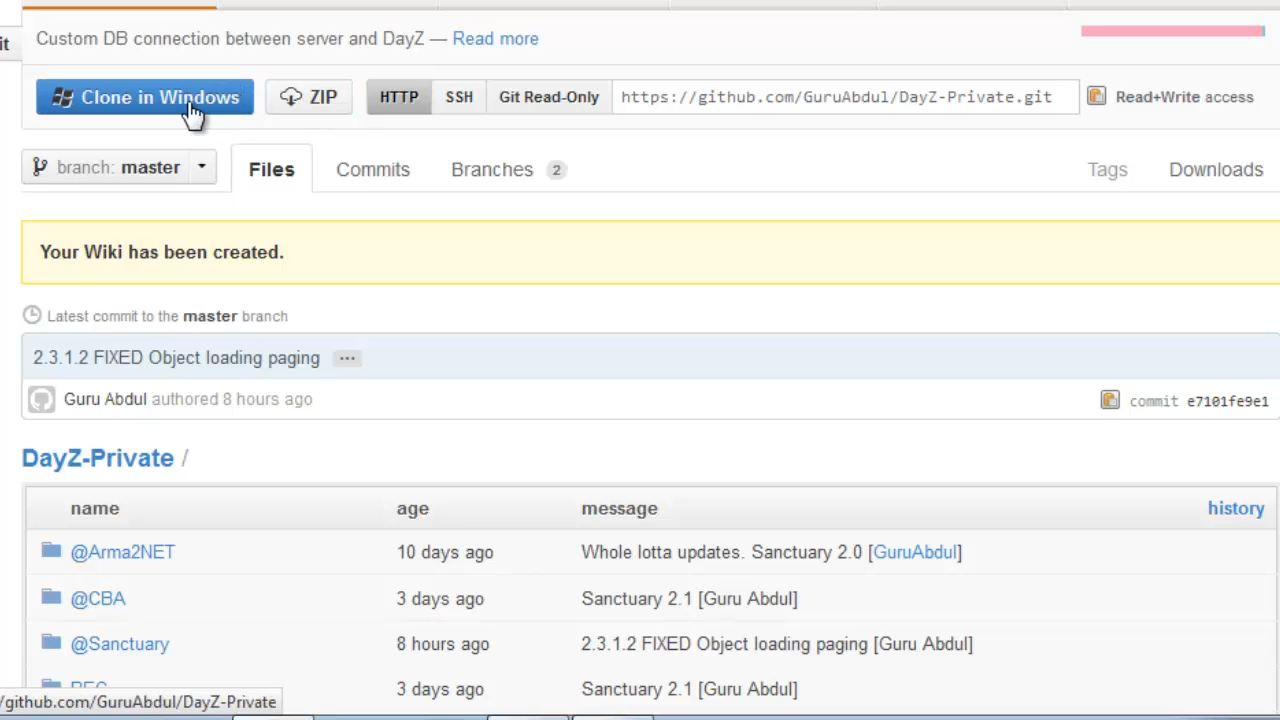 it
Custom DB connection between server and DayZ — Read more
Clone in Windows ZIP HTTP SSH Git Read-Only https://github.com/GuruAbdul/DayZ-Private.git Read+Write access
branch: master Files Commits Branches 2 Tags Downloads
Your Wiki has been created.
Latest commit to the master branch
2.3.1.2 FIXED Object loading paging ...
Guru Abdul authored 8 hours ago commit e7101fe9e1
DayZ-Private /
name age message history
@Arma2NET 10 days ago Whole lotta updates. Sanctuary 2.0 [GuruAbdul]
@CBA 3 days ago Sanctuary 2.1 [Guru Abdul]
@Sanctuary 8 hours ago 2.3.1.2 FIXED Object loading paging [Guru Abdul]
3 days ago Sanctuary 2.1 [Guru Abdul]
/github.com/GuruAbdul/DayZ-Private